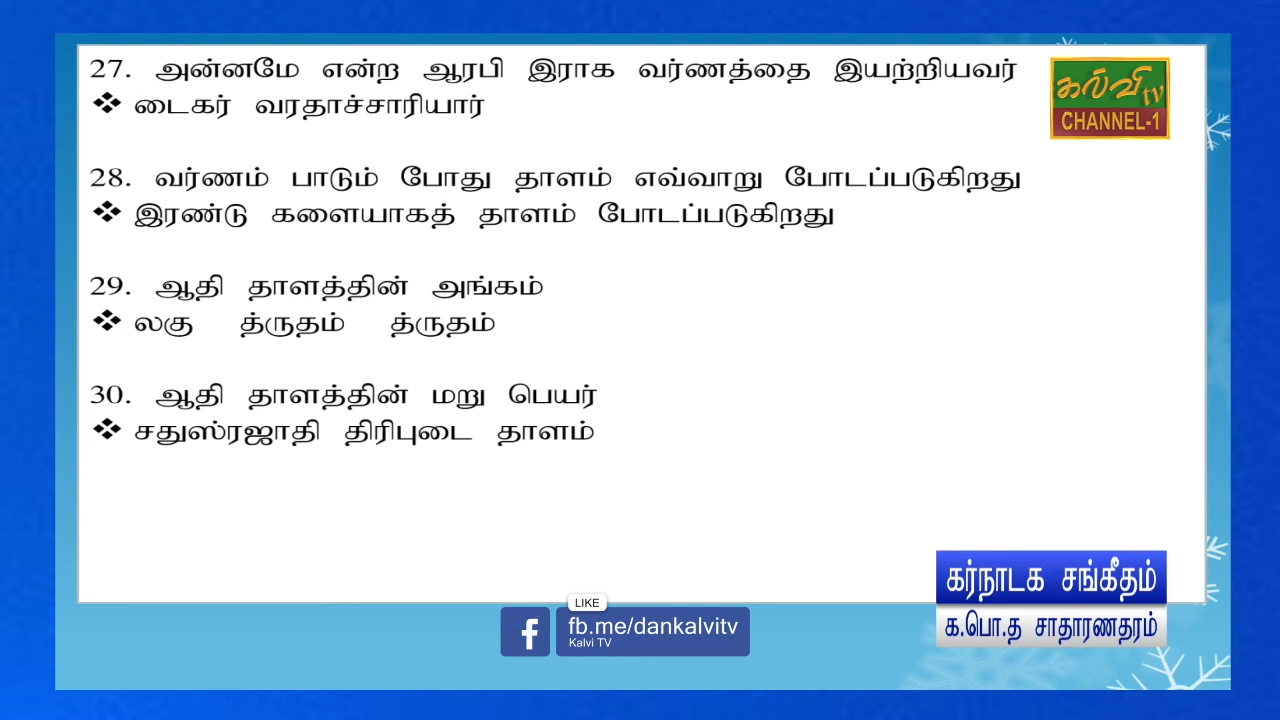 27. அன்னமே என்ற ஆரபி இராக வர்ணத்தை இயற்றியவர்
❖ டைகர் வரதாச்சாரியார்
28. வர்ணம் பாடும் போது தாளம் எவ்வாறு போடப்படுகிறது
❖ இரண்டு களையாகத் தாளம் போடப்படுகிறது
29. ஆதி தாளத்தின் அங்கம்
❖ லகு த்ருதம் த்ருதம்
30. ஆதி தாளத்தின் மறு பெயர்
❖ சதுஸ்ரஜாதி திரிபுடை தாளம்
கல்வி tv
CHANNEL-1
கர்நாடக சங்கீதம்
க.பொ.த சாதாரணதரம்
LIKE
f fb.me/dankalvitv
Kalvi TV